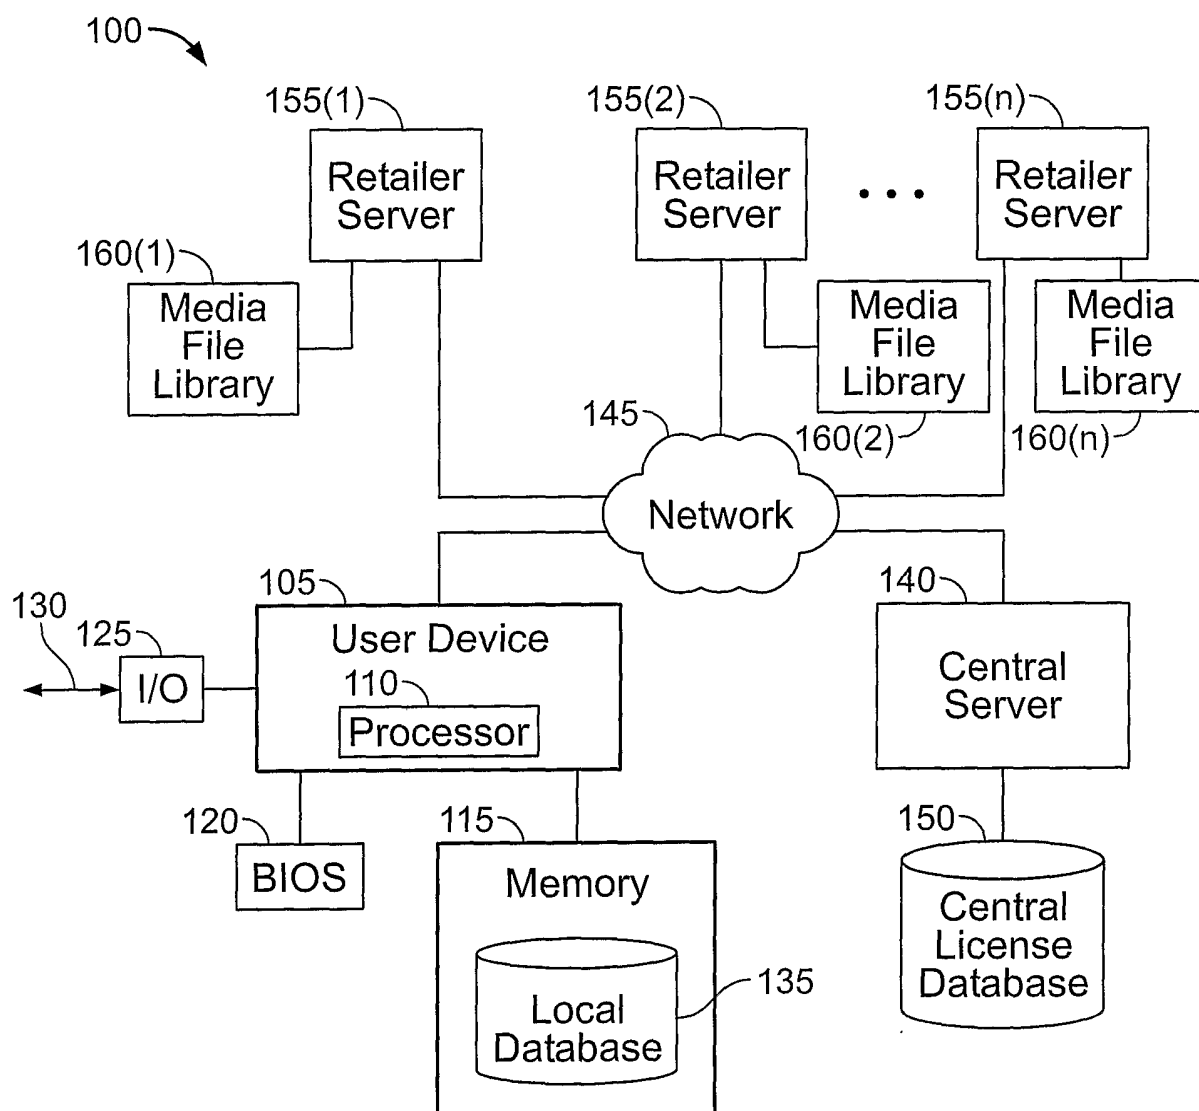 100
155(1)
155(2)
155(n)
Retailer
Server
Retailer
Server
• • •
Retailer
Server
160(1)
Media
File
Library
Media
File
Library
160(2)
Media
File
Library
160(n)
145
Network
105
User Device
110
Processor
130
125
I/O
140
Central
Server
120
BIOS
115
Memory
135
Local
Database
150
Central
License
Database